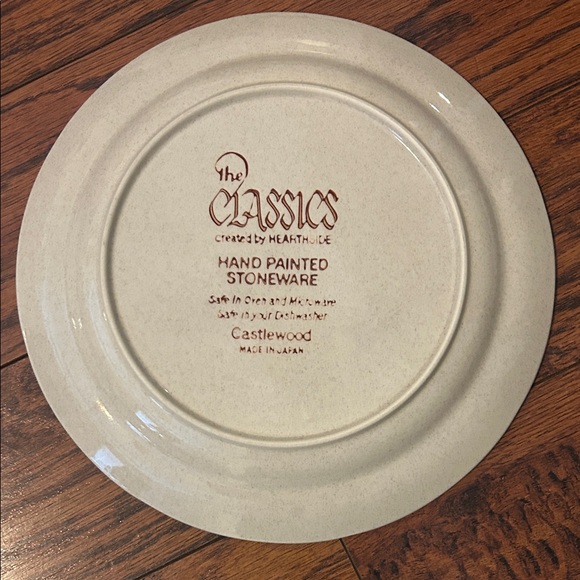 The
CLASSICS
created by HEARTHSIDE
HAND PAINTED
STONEWARE
Safe in Oven and Microwave
Safe in your Dishwasher
Castlewood
MADE IN JAPAN